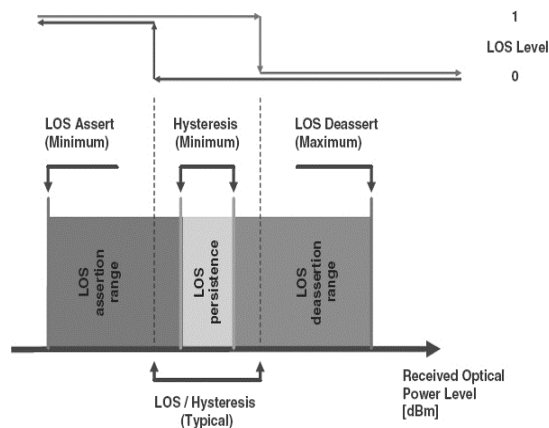 1
LOS Level
0
LOS Assert
(Minimum)
Hysteresis
(Minimum)
LOS Deassert
(Maximum)
LOS
assertion
range
LOS
persistence
LOS
deassertion
range
Received Optical
Power Level
[dBm]
LOS / Hysteresis
(Typical)